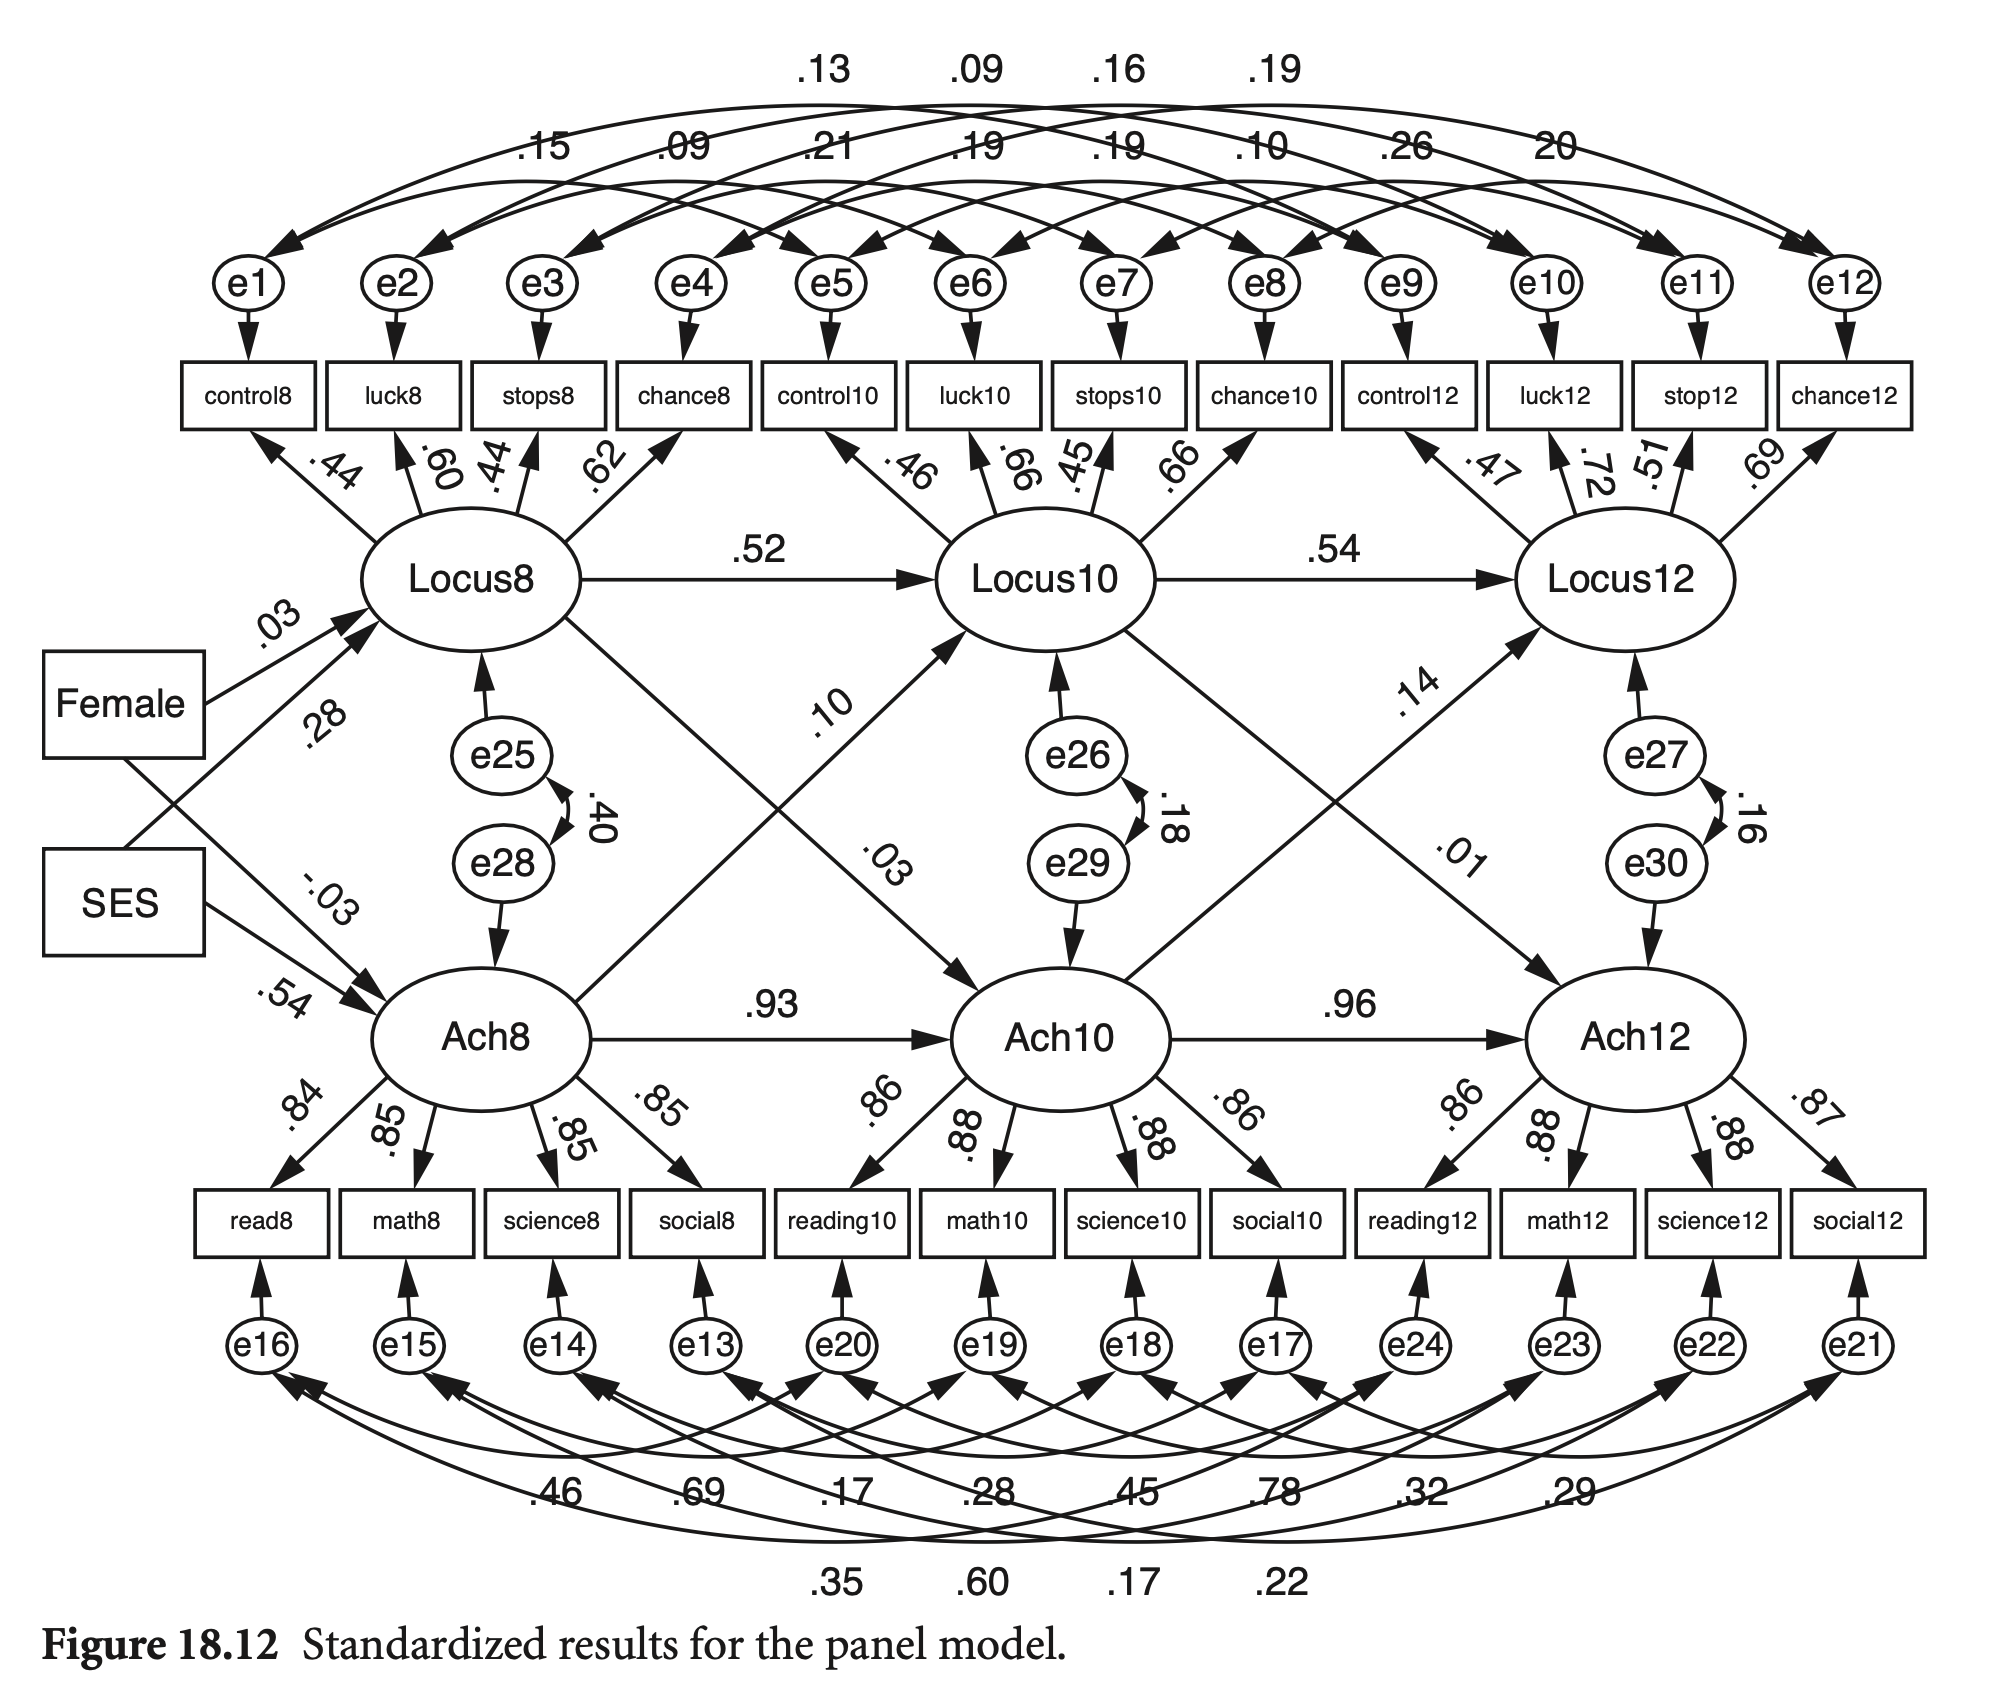 .13 .09 .16 .19
.15 .09 .21 .19 .19 .10 .26 20
e1 e2 e3 e4 e5 e6 e7 e8 e9 e10 e11 e12
control8 luck8 stops8 chance8 control10 luck10 stops10 chance10 control12 luck12 stop12 chance12
.44 .60 .44 .62 .46 .66 .45 .66 .47 .72 .51 .69
.52 .54
Locus8 Locus10 Locus12
.03
Female
.28 .10 .14
e25 e26 e27
.40 .18 .16
e28 e29 e30
.03 .01
SES
-.03
.54 .93 .96
Ach8 Ach10 Ach12
.84 .85 .85 .85 .86 .88 .88 .86 .86 .88 .88 .87
read8 math8 science8 social8 reading10 math10 science10 social10 reading12 math12 science12 social12
e16 e15 e14 e13 e20 e19 e18 e17 e24 e23 e22 e21
.46 .69 .17 .28 .45 .78 .32 .29
.35 .60 .17 .22
Figure 18.12 Standardized results for the panel model.